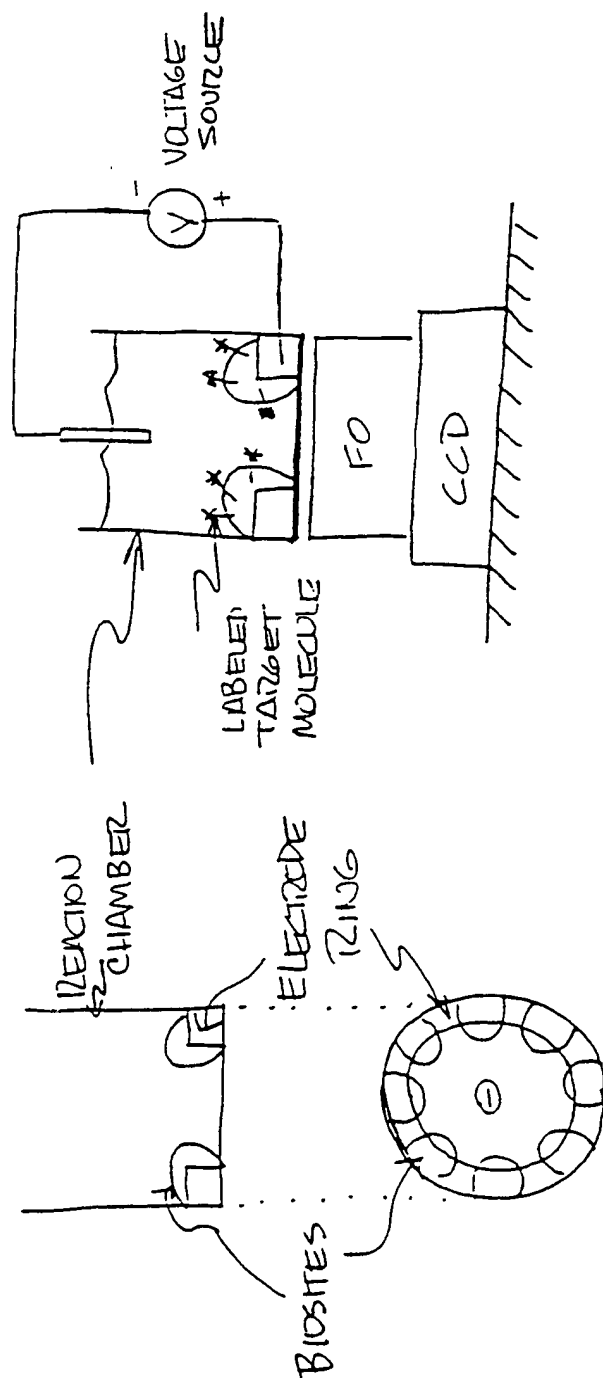 REACTION
CHAMBER
BIOSITES
ELECTRODE
RING
LABELED
TARGET
MOLECULE
-
V
+
VOLTAGE
SOURCE
FO
CCD
-